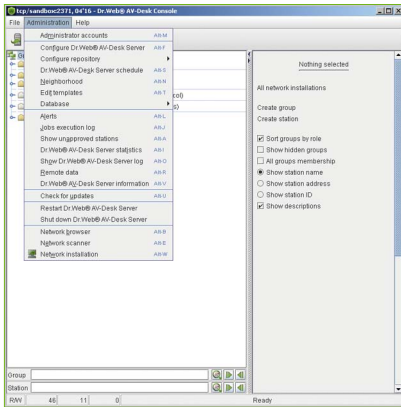 tcp/sandboxc2371, 04'16 - Dr.Web® AV-Desk Console
File Administration Help
Administrator accounts Alt-M
Configure Dr.Web® AV-Desk Server Alt-F
Configure repository
Dr.Web® AV-Desk Server schedule Alt-S
Neighborhood Alt-N
Edit templates Alt-T
Database
Alerts Alt-L
Jobs execution log Alt-J
Show unapproved stations Alt-A
Dr.Web® AV-Desk Server statistics Alt-I
Show Dr.Web® AV-Desk Server log Alt-O
Remote data Alt-R
Dr.Web® AV-Desk Server information Alt-V
Check for updates Alt-U
Restart Dr.Web® AV-Desk Server
Shut down Dr.Web® AV-Desk Server
Network browser Alt-B
Network scanner Alt-E
Network installation Alt-W
Nothing selected
All network installations
Create group
Create station
Sort groups by role
Show hidden groups
All groups membership
Show station name
Show station address
Show station ID
Show descriptions
Group
Station
R/W 46 11 0 Ready